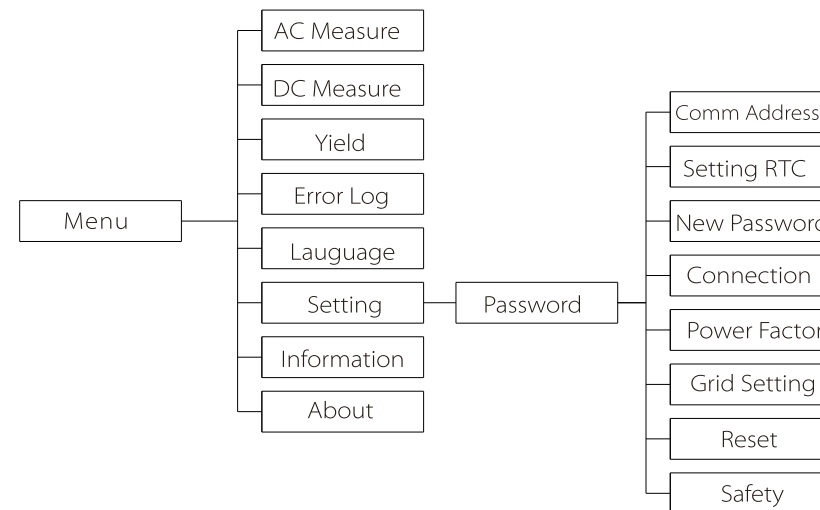 Menu
AC Measure
DC Measure
Yield
Error Log
Lauguage
Setting
Information
About
Password
Comm Address
Setting RTC
New Password
Connection
Power Factor
Grid Setting
Reset
Safety